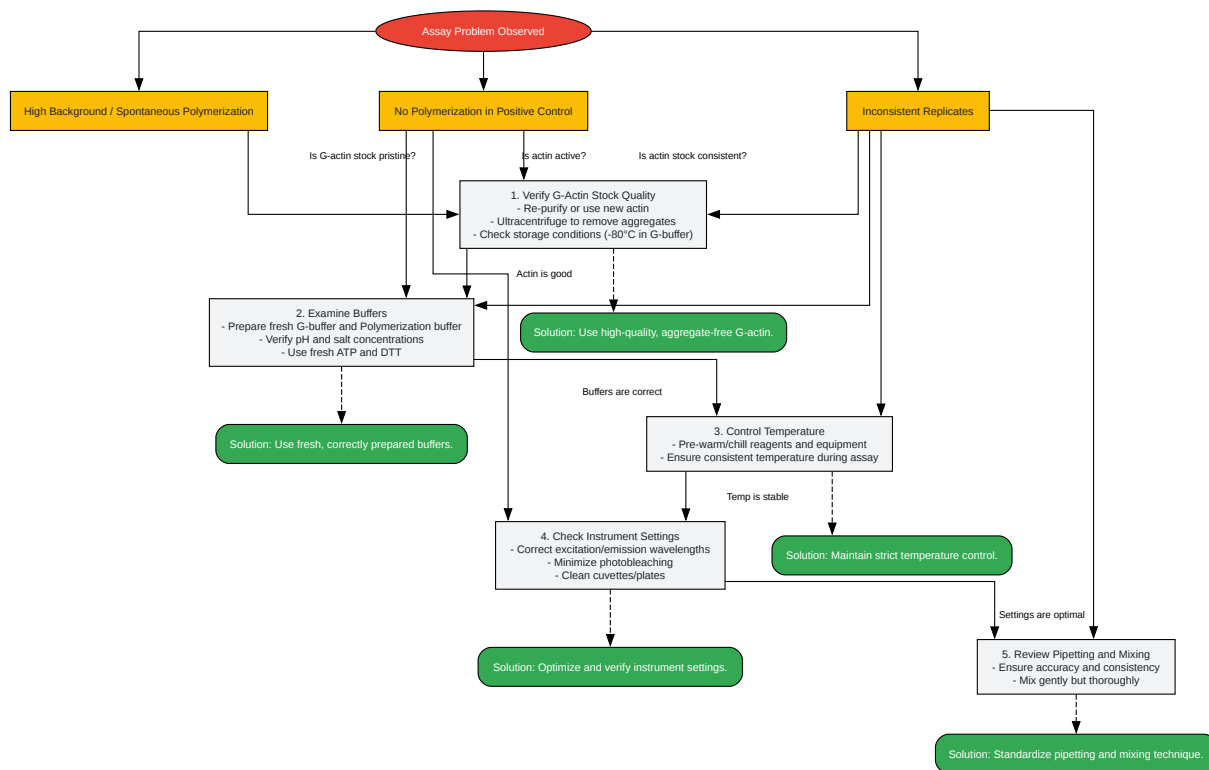 Assay Problem Observed
High Background / Spontaneous Polymerization
No Polymerization in Positive Control
Inconsistent Replicates
Is G-actin stock pristine?
Is actin active?
Is actin stock consistent?
1. Verify G-Actin Stock Quality
- Re-purify or use new actin
- Ultracentrifuge to remove aggregates
- Check storage conditions (-80°C in G-buffer)
Actin is good
2. Examine Buffers
- Prepare fresh G-buffer and Polymerization buffer
- Verify pH and salt concentrations
- Use fresh ATP and DTT
Solution: Use high-quality, aggregate-free G-actin.
Buffers are correct
Solution: Use fresh, correctly prepared buffers.
3. Control Temperature
- Pre-warm/chill reagents and equipment
- Ensure consistent temperature during assay
Temp is stable
4. Check Instrument Settings
- Correct excitation/emission wavelengths
- Minimize photobleaching
- Clean cuvettes/plates
Solution: Maintain strict temperature control.
Settings are optimal
Solution: Optimize and verify instrument settings.
5. Review Pipetting and Mixing
- Ensure accuracy and consistency
- Mix gently but thoroughly
Solution: Standardize pipetting and mixing technique.